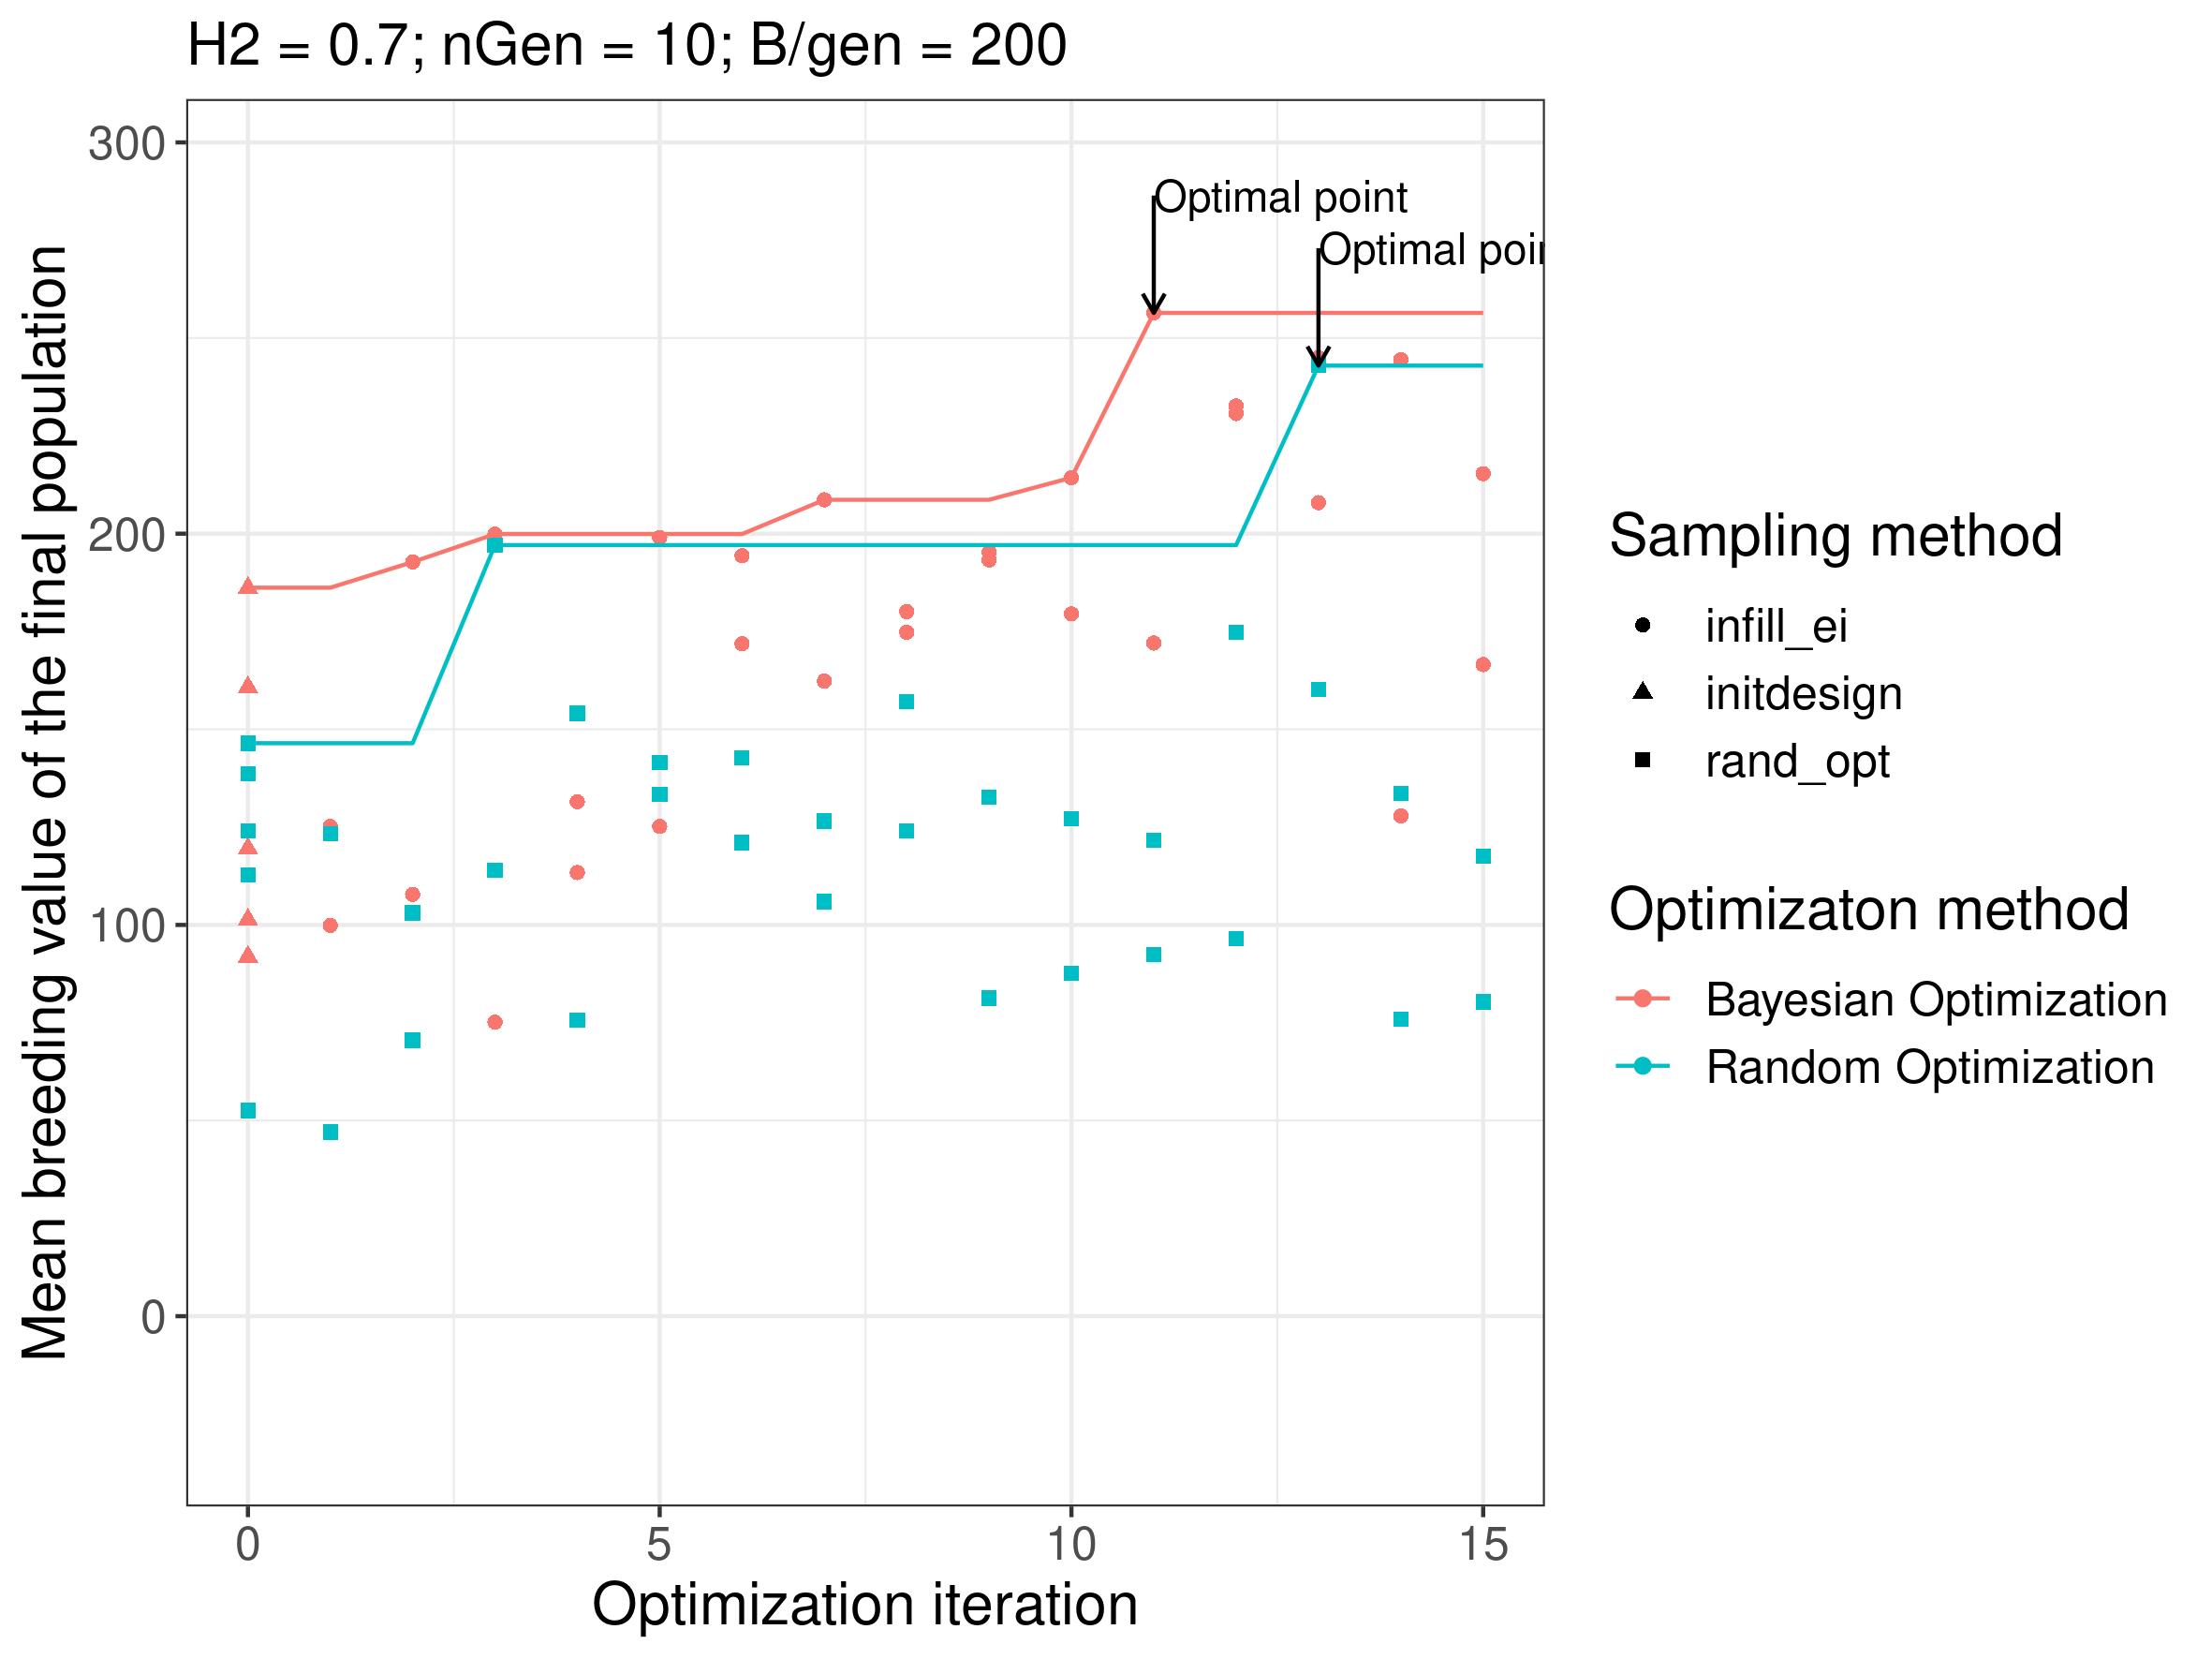 H2 = 0.7; nGen = 10; B/gen = 200
Mean breeding value of the final population
300
200
100
0
Optimal point
Optimal poi
0
5
10
15
Optimization iteration
Sampling method
infill_ei
initdesign
rand_opt
Optimizaton method
Bayesian Optimization
Random Optimization